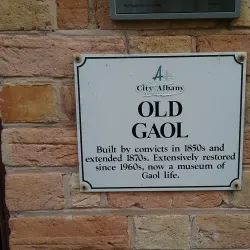 City Albany
OLD
GAOL
Built by convicts in 1850s and
extended 1870s. Extensively restored
since 1960s, now a museum of
Gaol life.